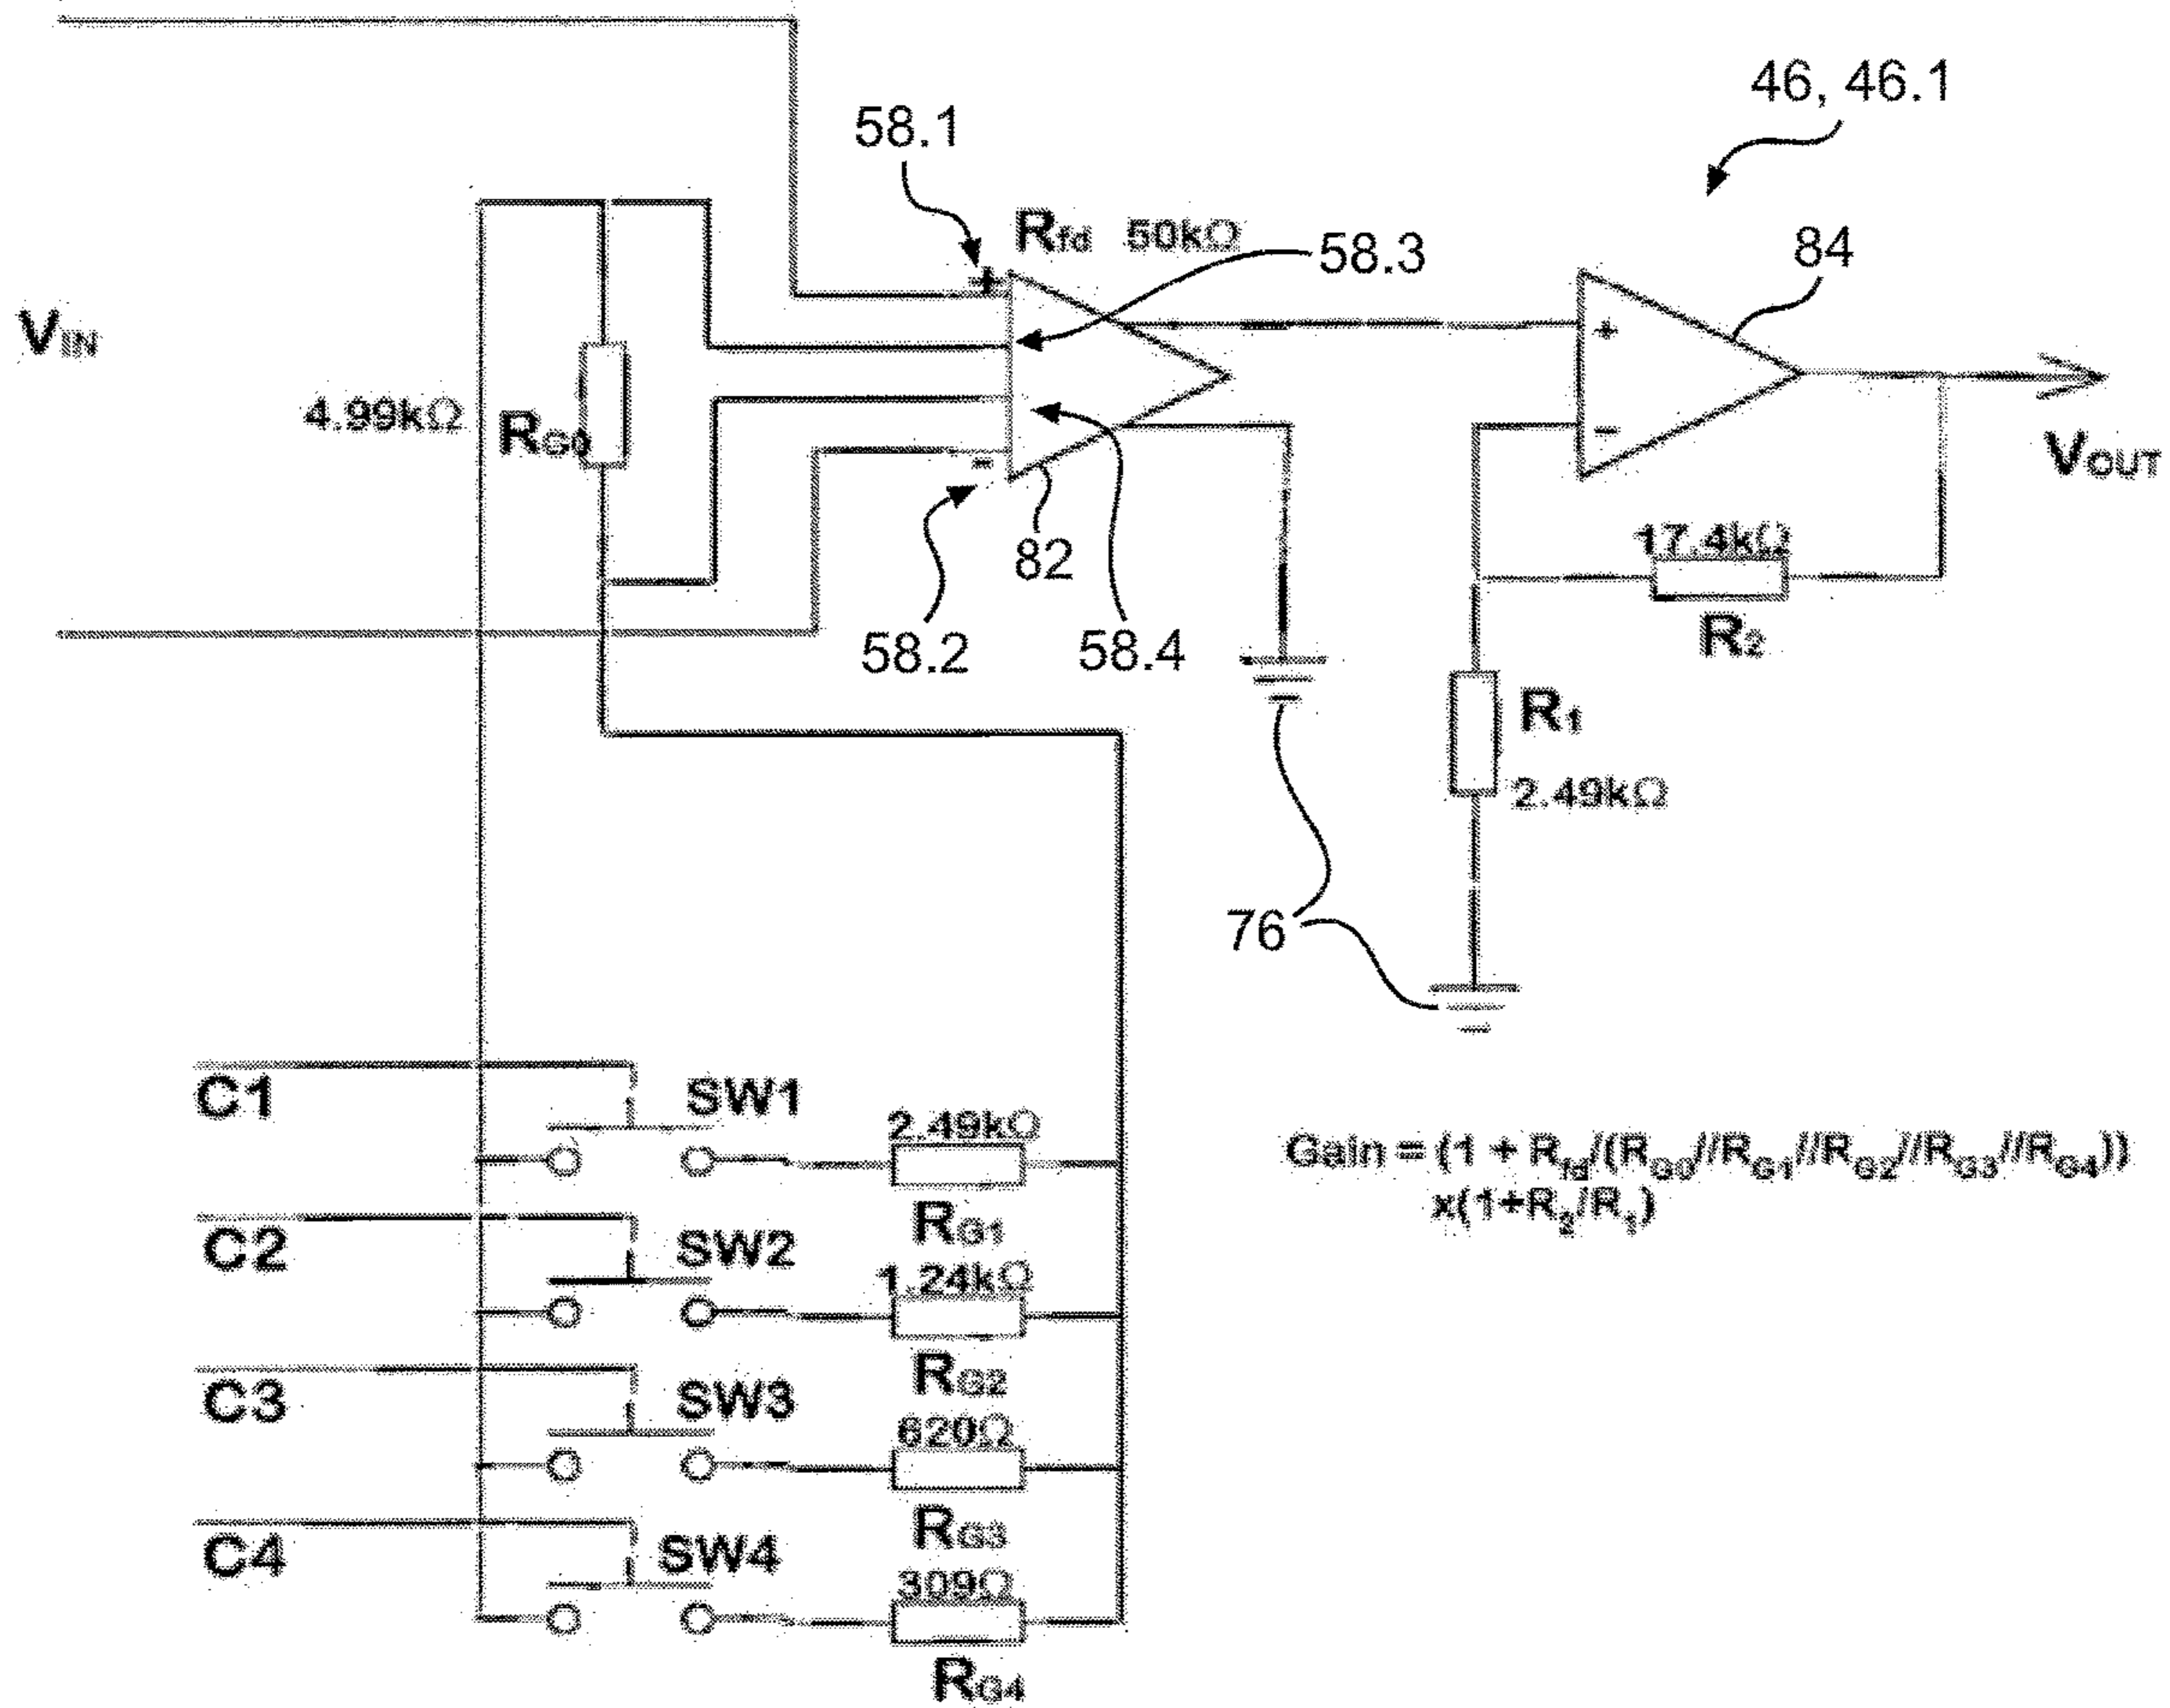 46, 46.1
58.1
Rfd 50kΩ
58.3
84
VIN
+
+
4.99kΩ
RG0
-
-
VOUT
82
17.4kΩ
58.2
58.4
R2
R1
2.49kΩ
76
C1
SW1
2.49kΩ
RG1
C2
SW2
1.24kΩ
RG2
C3
SW3
620Ω
RG3
C4
SW4
309Ω
RG4
Gain = (1 + Rfd/(RG0//RG1//RG2//RG3//RG4))
x(1+R2/R1)